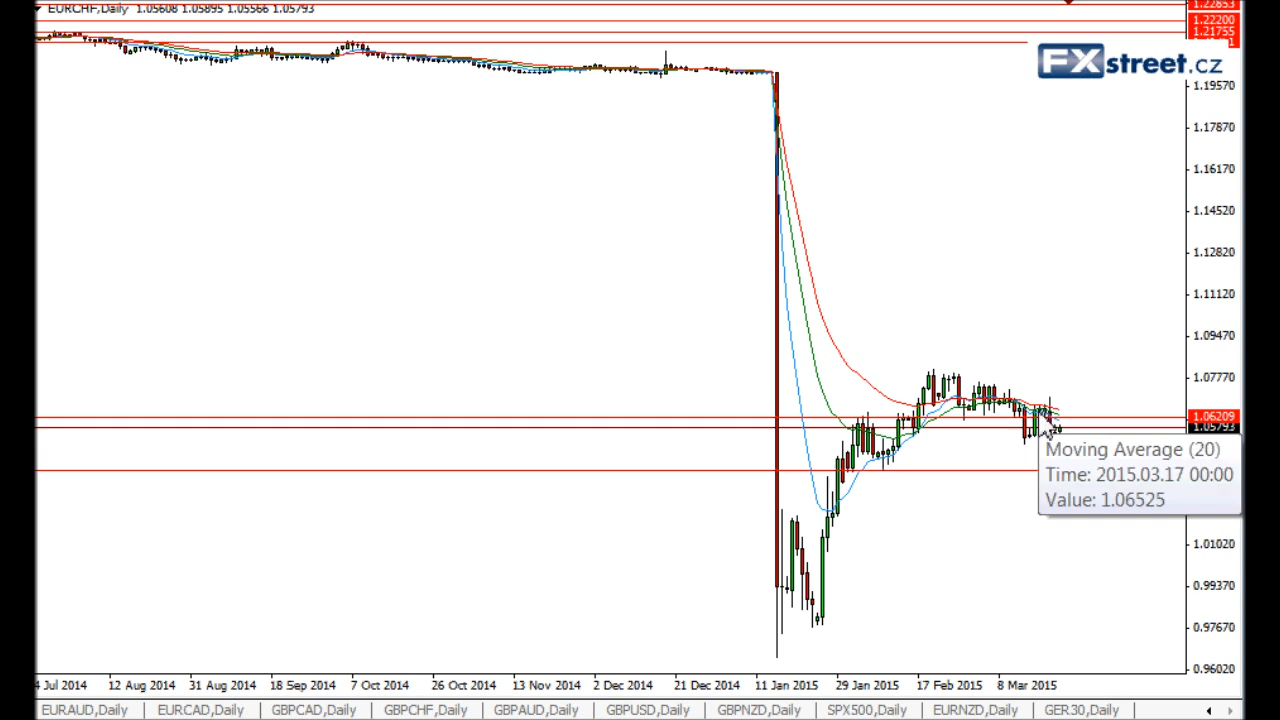 EURCHF,Daily 1.05608 1.05895 1.05566 1.05793
1.22853
1.22200
1.21755
FXstreet.cz
1.19570
1.17870
1.16170
1.14520
1.12820
1.11120
1.09470
1.07770
1.06209
1.05793
Moving Average (20)
Time: 2015.03.17 00:00
Value: 1.06525
1.01020
0.99370
0.97670
0.96020
4 Jul 2014 12 Aug 2014 31 Aug 2014 18 Sep 2014 7 Oct 2014 26 Oct 2014 13 Nov 2014 2 Dec 2014 21 Dec 2014 11 Jan 2015 29 Jan 2015 17 Feb 2015 8 Mar 2015
EURAUD,Daily EURCAD,Daily GBPCAD,Daily GBPCHF,Daily GBPAUD,Daily GBPUSD,Daily GBPNZD,Daily SPX500,Daily EURNZD,Daily GER30,Daily